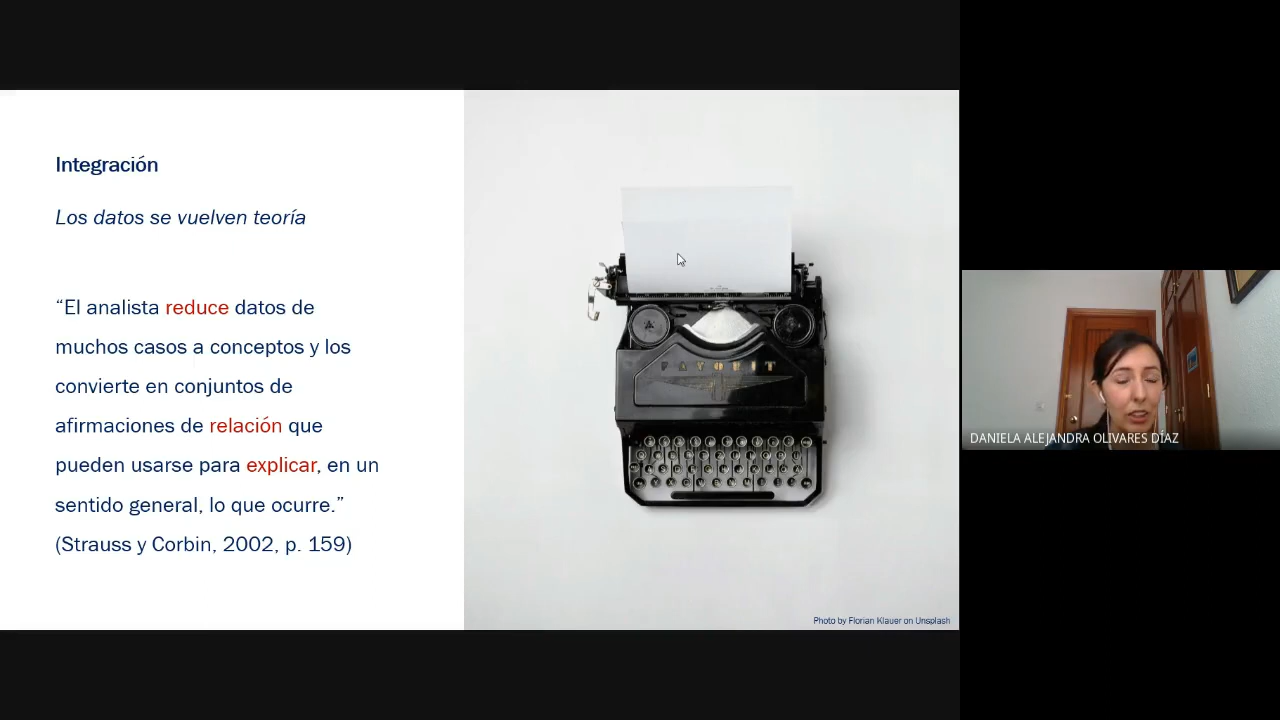 Integración
Los datos se vuelven teoría
“El analista reduce datos de
muchos casos a conceptos y los
convierte en conjuntos de
afirmaciones de relación que
pueden usarse para explicar, en un
sentido general, lo que ocurre.”
(Strauss y Corbin, 2002, p. 159)
FAVORIT
Photo by Florian Klauer on Unsplash
DANIELA ALEJANDRA OLIVARES DÍAZ